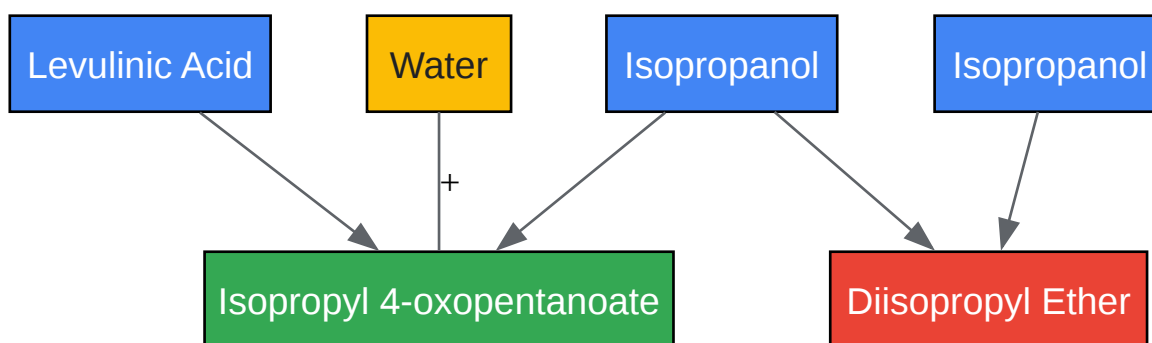 Levulinic Acid
Water
Isopropanol
Isopropanol
+
Isopropyl 4-oxopentanoate
Diisopropyl Ether